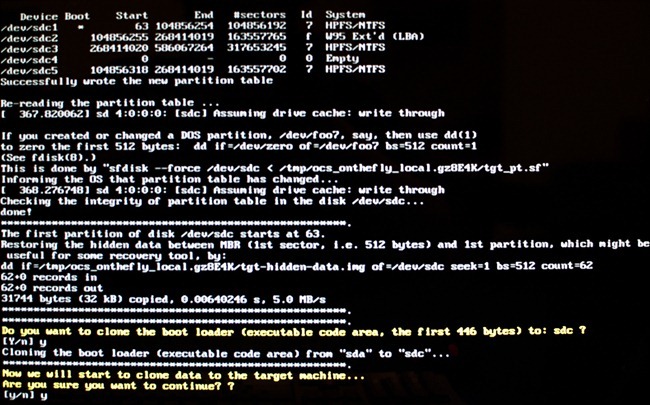 Device Boot Start End #sectors Id System
/dev/sdc1 * 63 104856254 104856192 7 HPFS/NTFS
/dev/sdc2 104856255 268414019 163557765 f W95 Ext'd (LBA)
/dev/sdc3 268414020 586067264 317653245 7 HPFS/NTFS
/dev/sdc4 0 - 0 0 Empty
/dev/sdc5 104856318 268414019 163557702 7 HPFS/NTFS
Successfully wrote the new partition table
Re-reading the partition table ...
[ 367.820062] sd 4:0:0:0: [sdc] Assuming drive cache: write through
If you created or changed a DOS partition, /dev/foo7, say, then use dd(1)
to zero the first 512 bytes: dd if=/dev/zero of=/dev/foo7 bs=512 count=1
(See fdisk(8).)
This is done by "sfdisk --force /dev/sdc < /tmp/ocs_onthefly_local.gz8E4K/tgt_pt.sf"
Informing the OS that partition table has changed...
[ 368.276748] sd 4:0:0:0: [sdc] Assuming drive cache: write through
Checking the integrity of partition table in the disk /dev/sdc...
done!
*****************************************************.
The first partition of disk /dev/sdc starts at 63.
Restoring the hidden data between MBR (1st sector, i.e. 512 bytes) and 1st partition, which might be
useful for some recovery tool, by:
dd if=/tmp/ocs_onthefly_local.gz8E4K/tgt-hidden-data.img of=/dev/sdc seek=1 bs=512 count=62
62+0 records in
62+0 records out
31744 bytes (32 kB) copied, 0.00640246 s, 5.0 MB/s
*****************************************************.
*****************************************************.
Do you want to clone the boot loader (executable code area, the first 446 bytes) to: sdc ?
[Y/n] y
Cloning the boot loader (executable code area) from "sda" to "sdc"...
*****************************************************.
Now we will start to clone data to the target machine...
Are you sure you want to continue? ?
[y/n] y